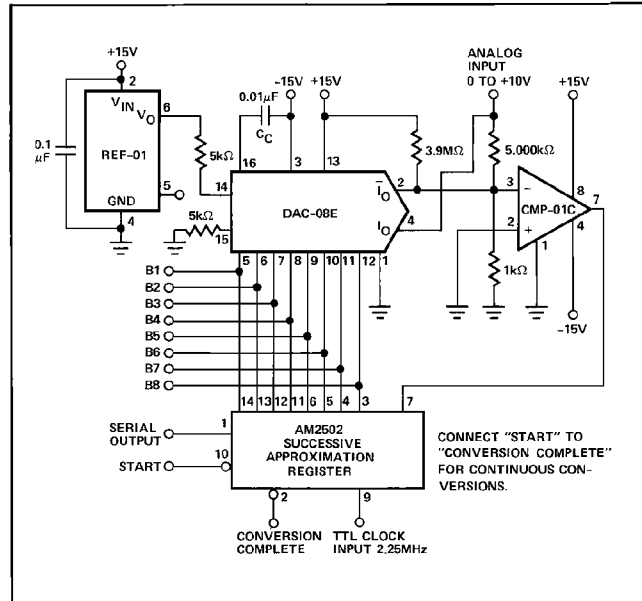 +15V
2
V_IN
V_O
6
REF-01
0.1
μF
5
GND
4
5kΩ
0.01μF
C_C
-15V
+15V
16
3
13
14
5kΩ
15
DAC-08E
3.9MΩ
I̅_O
2
I_O
4
ANALOG
INPUT
0 TO +10V
5.000kΩ
+15V
3
-
8
7
CMP-01C
2
+
1
4
1kΩ
-15V
5 6 7 8 9 10 11 12 1
B1
B2
B3
B4
B5
B6
B7
B8
14 13 12 11 6 5 4 3
7
SERIAL
OUTPUT
1
START
10
AM2502
SUCCESSIVE
APPROXIMATION
REGISTER
2
9
CONVERSION
COMPLETE
TTL CLOCK
INPUT 2.25MHz
CONNECT "START" TO
"CONVERSION COMPLETE"
FOR CONTINUOUS CON-
VERSIONS.